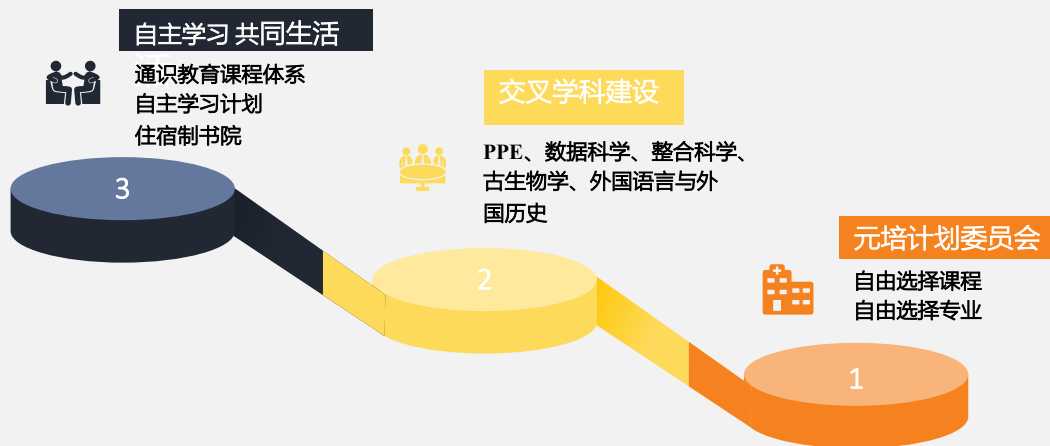 自主学习 共同生活
通识教育课程体系
自主学习计划
住宿制书院
3
交叉学科建设
PPE、数据科学、整合科学、
古生物学、外国语言与外
国历史
2
元培计划委员会
自由选择课程
自由选择专业
1